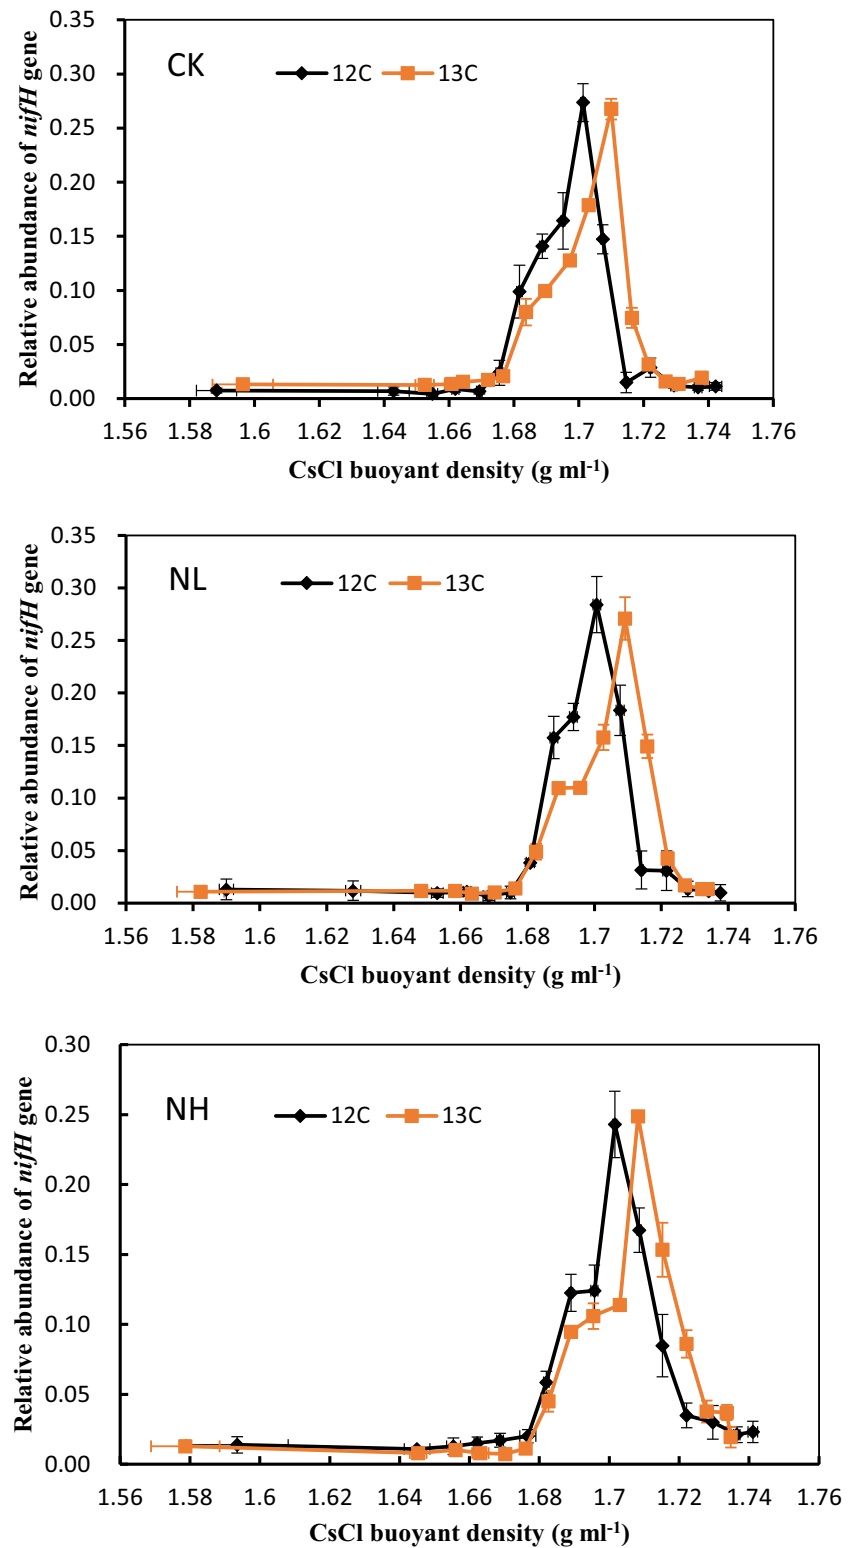 0.35
0.30
0.25
0.20
0.15
0.10
0.05
0.00
Relative abundance of nifH gene
CK
12C 13C
1.56 1.58 1.6 1.62 1.64 1.66 1.68 1.7 1.72 1.74 1.76
CsCl buoyant density (g ml-1)
0.35
0.30
0.25
0.20
0.15
0.10
0.05
0.00
Relative abundance of nifH gene
NL
12C 13C
1.56 1.58 1.6 1.62 1.64 1.66 1.68 1.7 1.72 1.74 1.76
CsCl buoyant density (g ml-1)
0.30
0.25
0.20
0.15
0.10
0.05
0.00
Relative abundance of nifH gene
NH
12C 13C
1.56 1.58 1.6 1.62 1.64 1.66 1.68 1.7 1.72 1.74 1.76
CsCl buoyant density (g ml-1)